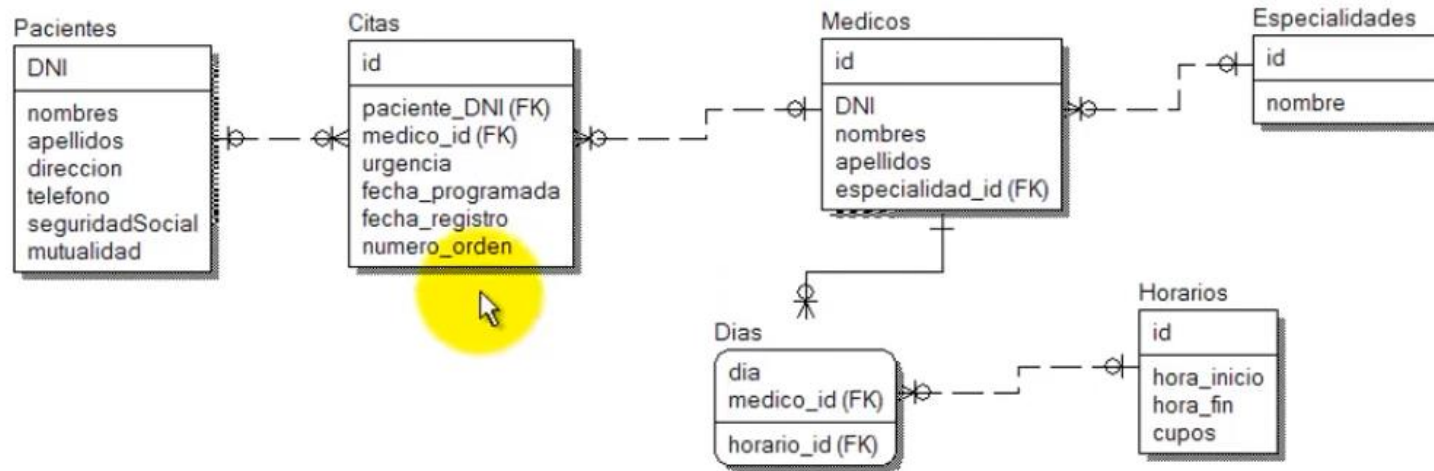 Pacientes
DNI
nombres
apellidos
direccion
telefono
seguridadSocial
mutualidad
Citas
id
paciente_DNI (FK)
medico_id (FK)
urgencia
fecha_programada
fecha_registro
numero_orden
Medicos
id
DNI
nombres
apellidos
especialidad_id (FK)
Especialidades
id
nombre
Dias
dia
medico_id (FK)
horario_id (FK)
Horarios
id
hora_inicio
hora_fin
cupos